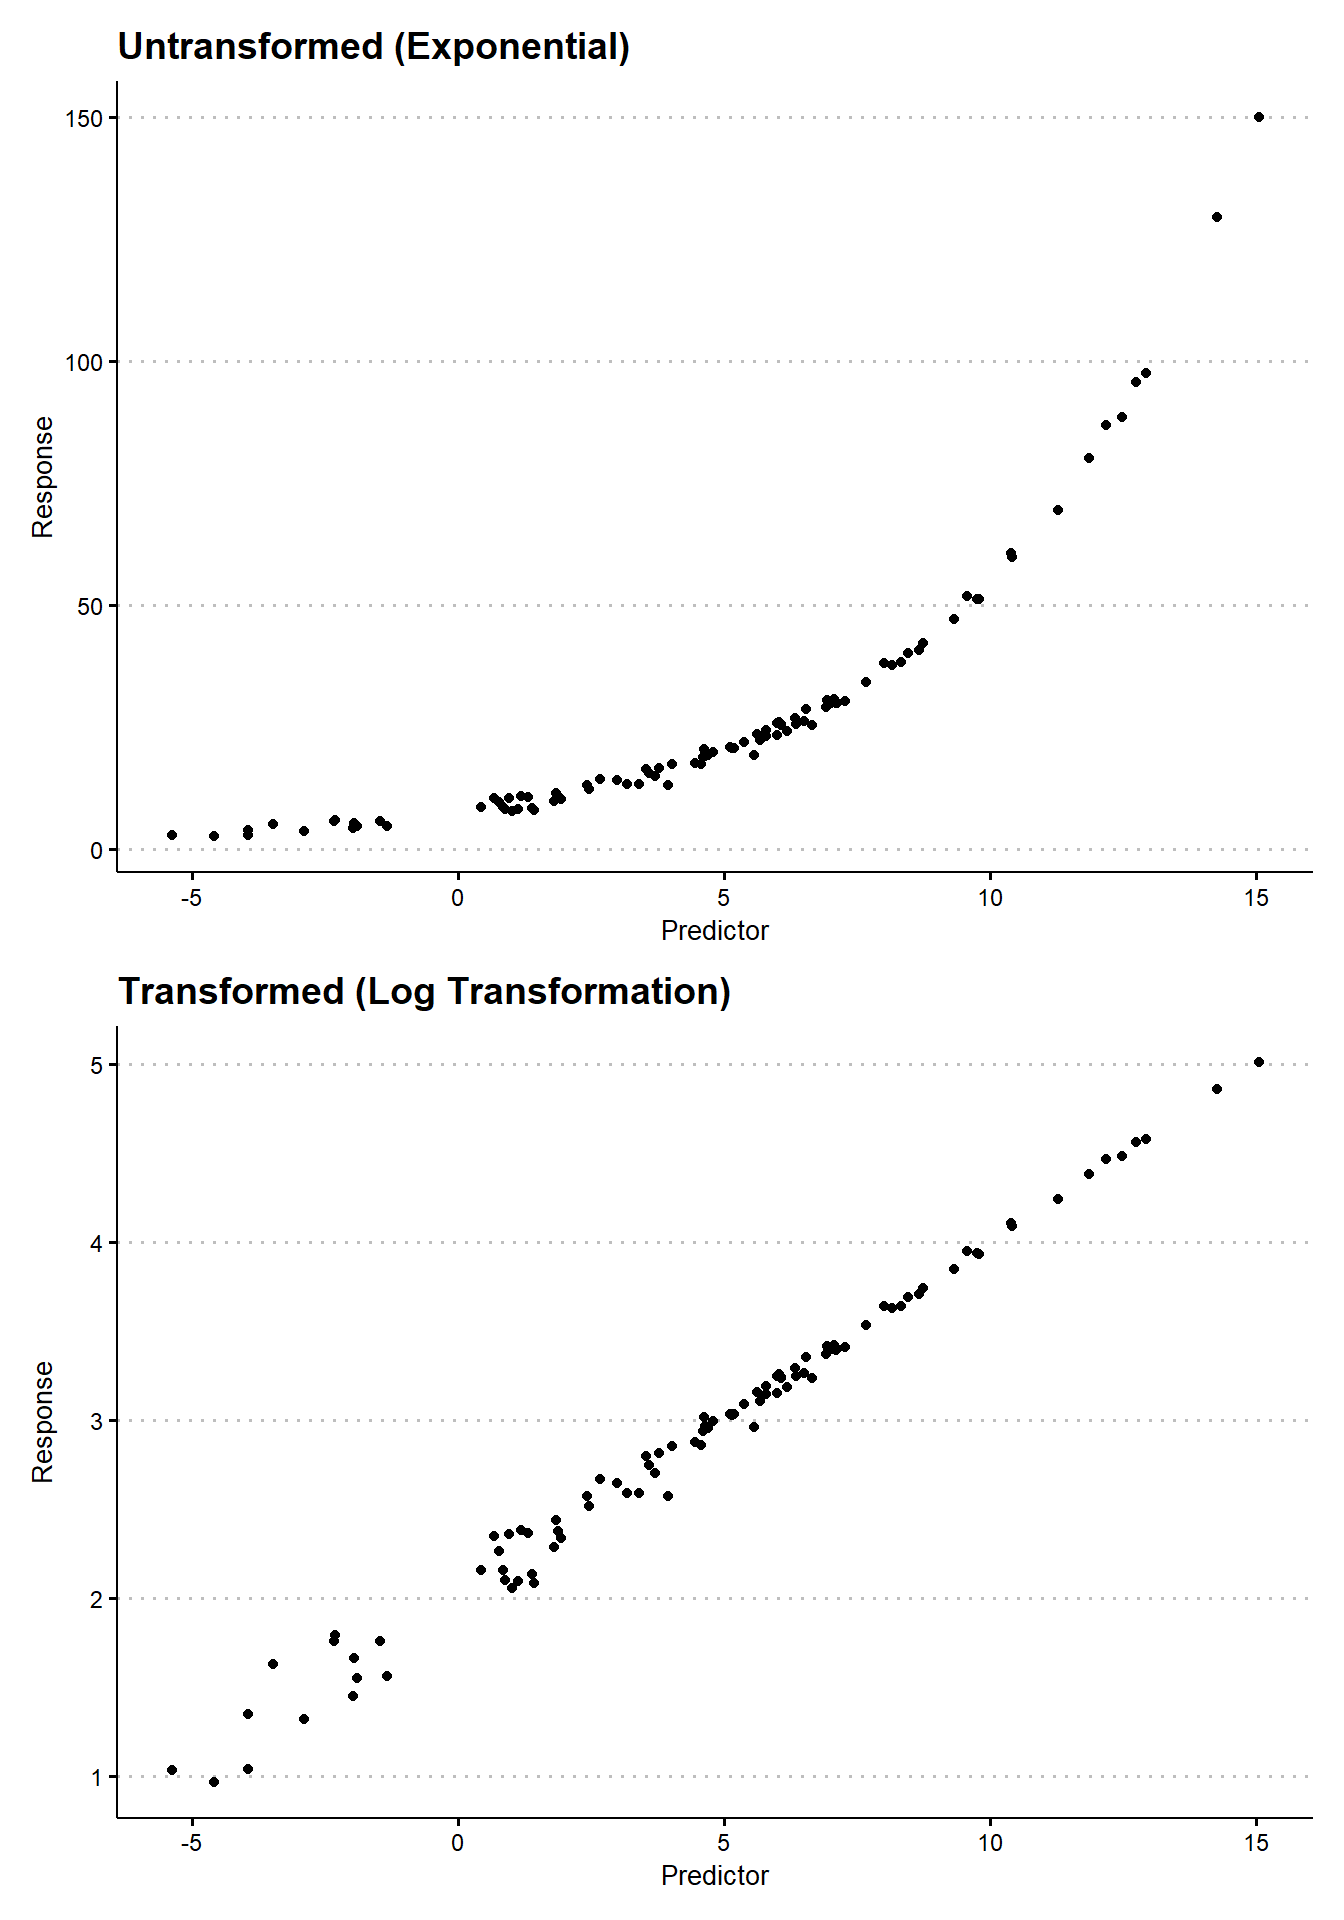 Untransformed (Exponential)
150
100
50
0
Response
-5 0 5 10 15
Predictor
Transformed (Log Transformation)
5
4
3
2
1
Response
-5 0 5 10 15
Predictor